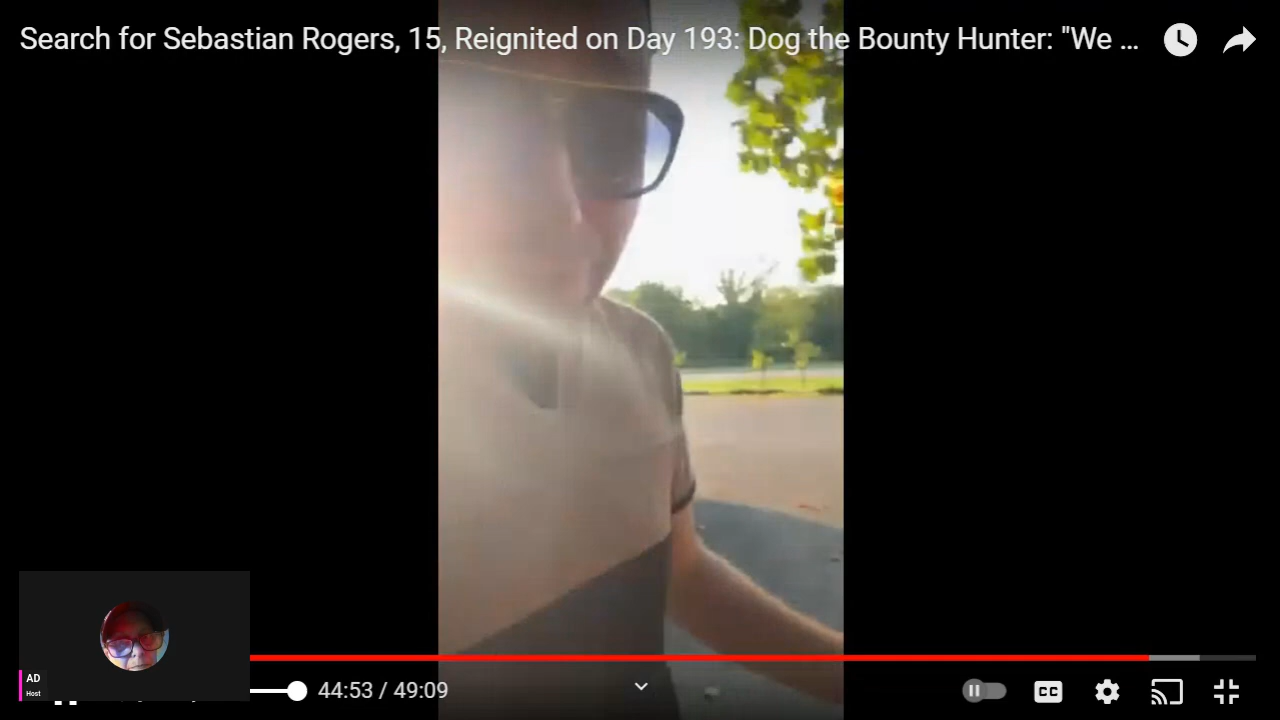 Search for Sebastian Rogers, 15, Reignited on Day 193: Dog the Bounty Hunter: "We ...
AD
Host
44:53 / 49:09
CC